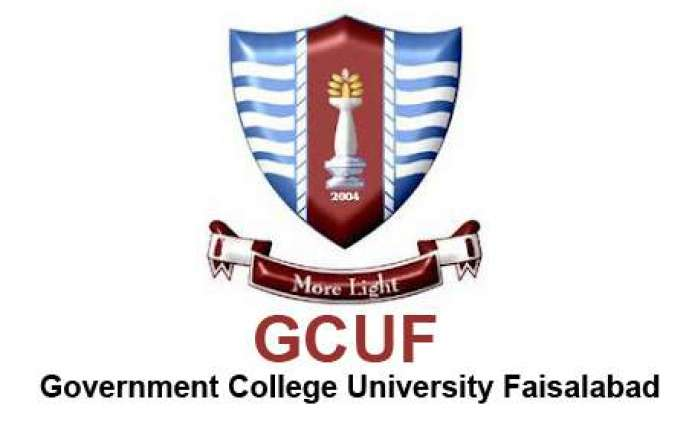 2004
More Light
GCUF
Government College University Faisalabad